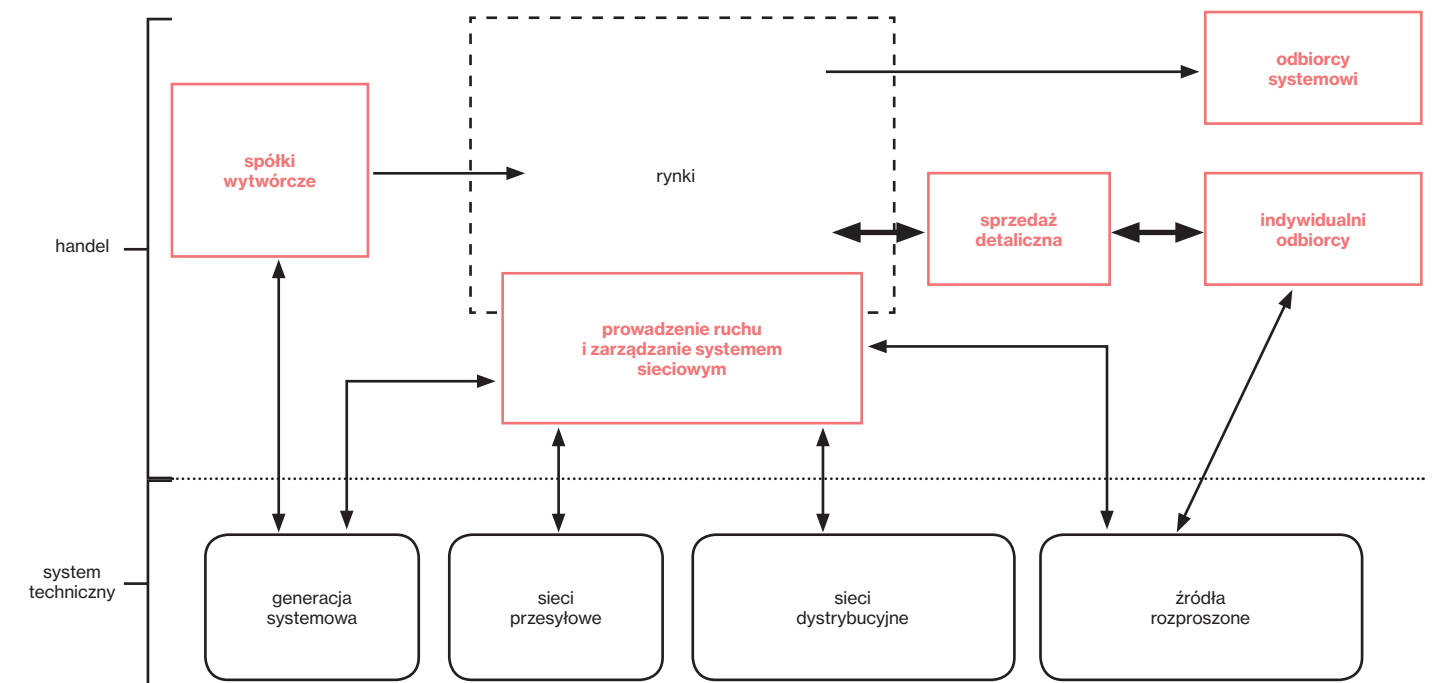 odbiorcy
systemowi
spółki
wytwórcze
rynki
sprzedaż
detaliczna
indywidualni
odbiorcy
handel
prowadzenie ruchu
i zarządzanie systemem
sieciowym
system
techniczny
generacja
systemowa
sieci
przesyłowe
sieci
dystrybucyjne
źródła
rozproszone